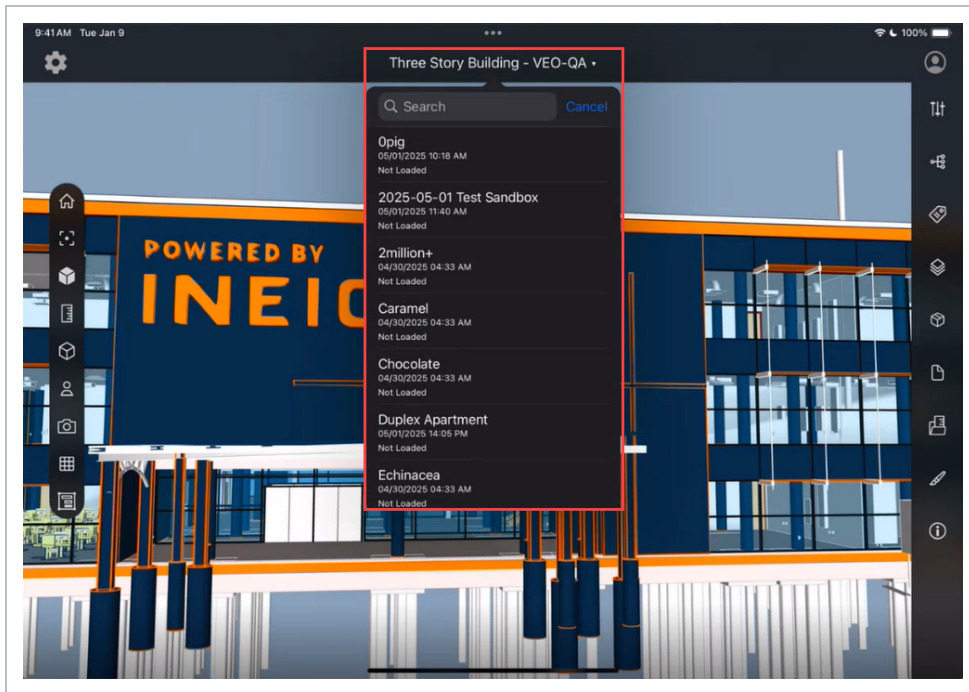 9:41 AM Tue Jan 9
100%
Three Story Building - VEO-QA
Search Cancel
0pig
05/01/2025 10:18 AM
Not Loaded
2025-05-01 Test Sandbox
05/01/2025 11:40 AM
Not Loaded
2million+
04/30/2025 04:33 AM
Not Loaded
Caramel
04/30/2025 04:33 AM
Not Loaded
Chocolate
04/30/2025 04:33 AM
Not Loaded
Duplex Apartment
05/01/2025 14:05 PM
Not Loaded
Echinacea
04/30/2025 04:33 AM
Not Loaded
POWERED BY
INEI